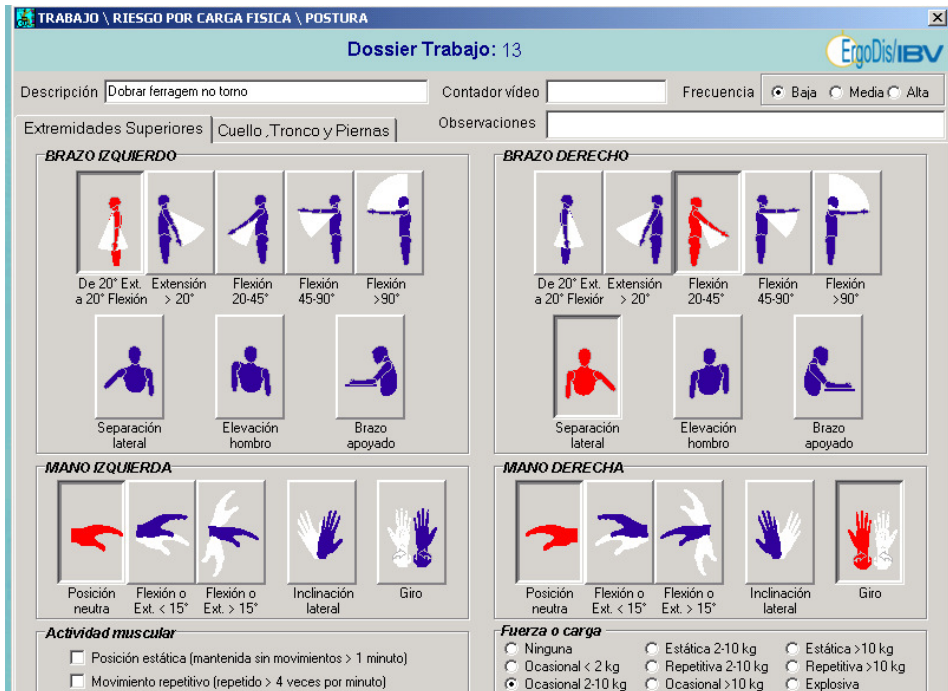 TRABAJO \ RIESGO POR CARGA FISICA \ POSTURA
Dossier Trabajo: 13
ErgoDis/IBV
Descripción Dobrar ferragem no torno Contador vídeo Frecuencia Baja Media Alta
Extremidades Superiores Cuello ,Tronco y Piernas Observaciones
BRAZO IZQUIERDO
De 20° Ext. Extensión Flexión Flexión Flexión
a 20° Flexión > 20° 20-45° 45-90° >90°
Separación Elevación Brazo
lateral hombro apoyado
BRAZO DERECHO
De 20° Ext. Extensión Flexión Flexión Flexión
a 20° Flexiór > 20° 20-45° 45-90° >90°
Separación Elevación Brazo
lateral hombro apoyado
MANO IZQUIERDA
Posición Flexión o Flexión o Inclinación Giro
neutra Ext. < 15° Ext. > 15° lateral
MANO DERECHA
Posición Flexión o Flexión o Inclinación Giro
neutra Ext. < 15° Ext. > 15° lateral
Actividad muscular
Posición estática (mantenida sin movimientos > 1 minuto)
Movimiento repetitivo (repetido > 4 veces por minuto)
Fuerza o carga
Ninguna Estática 2-10 kg Estática >10 kg
Ocasional < 2 kg Repetitiva 2-10 kg Repetitiva >10 kg
Ocasional 2-10 kg Ocasional >10 kg Explosiva